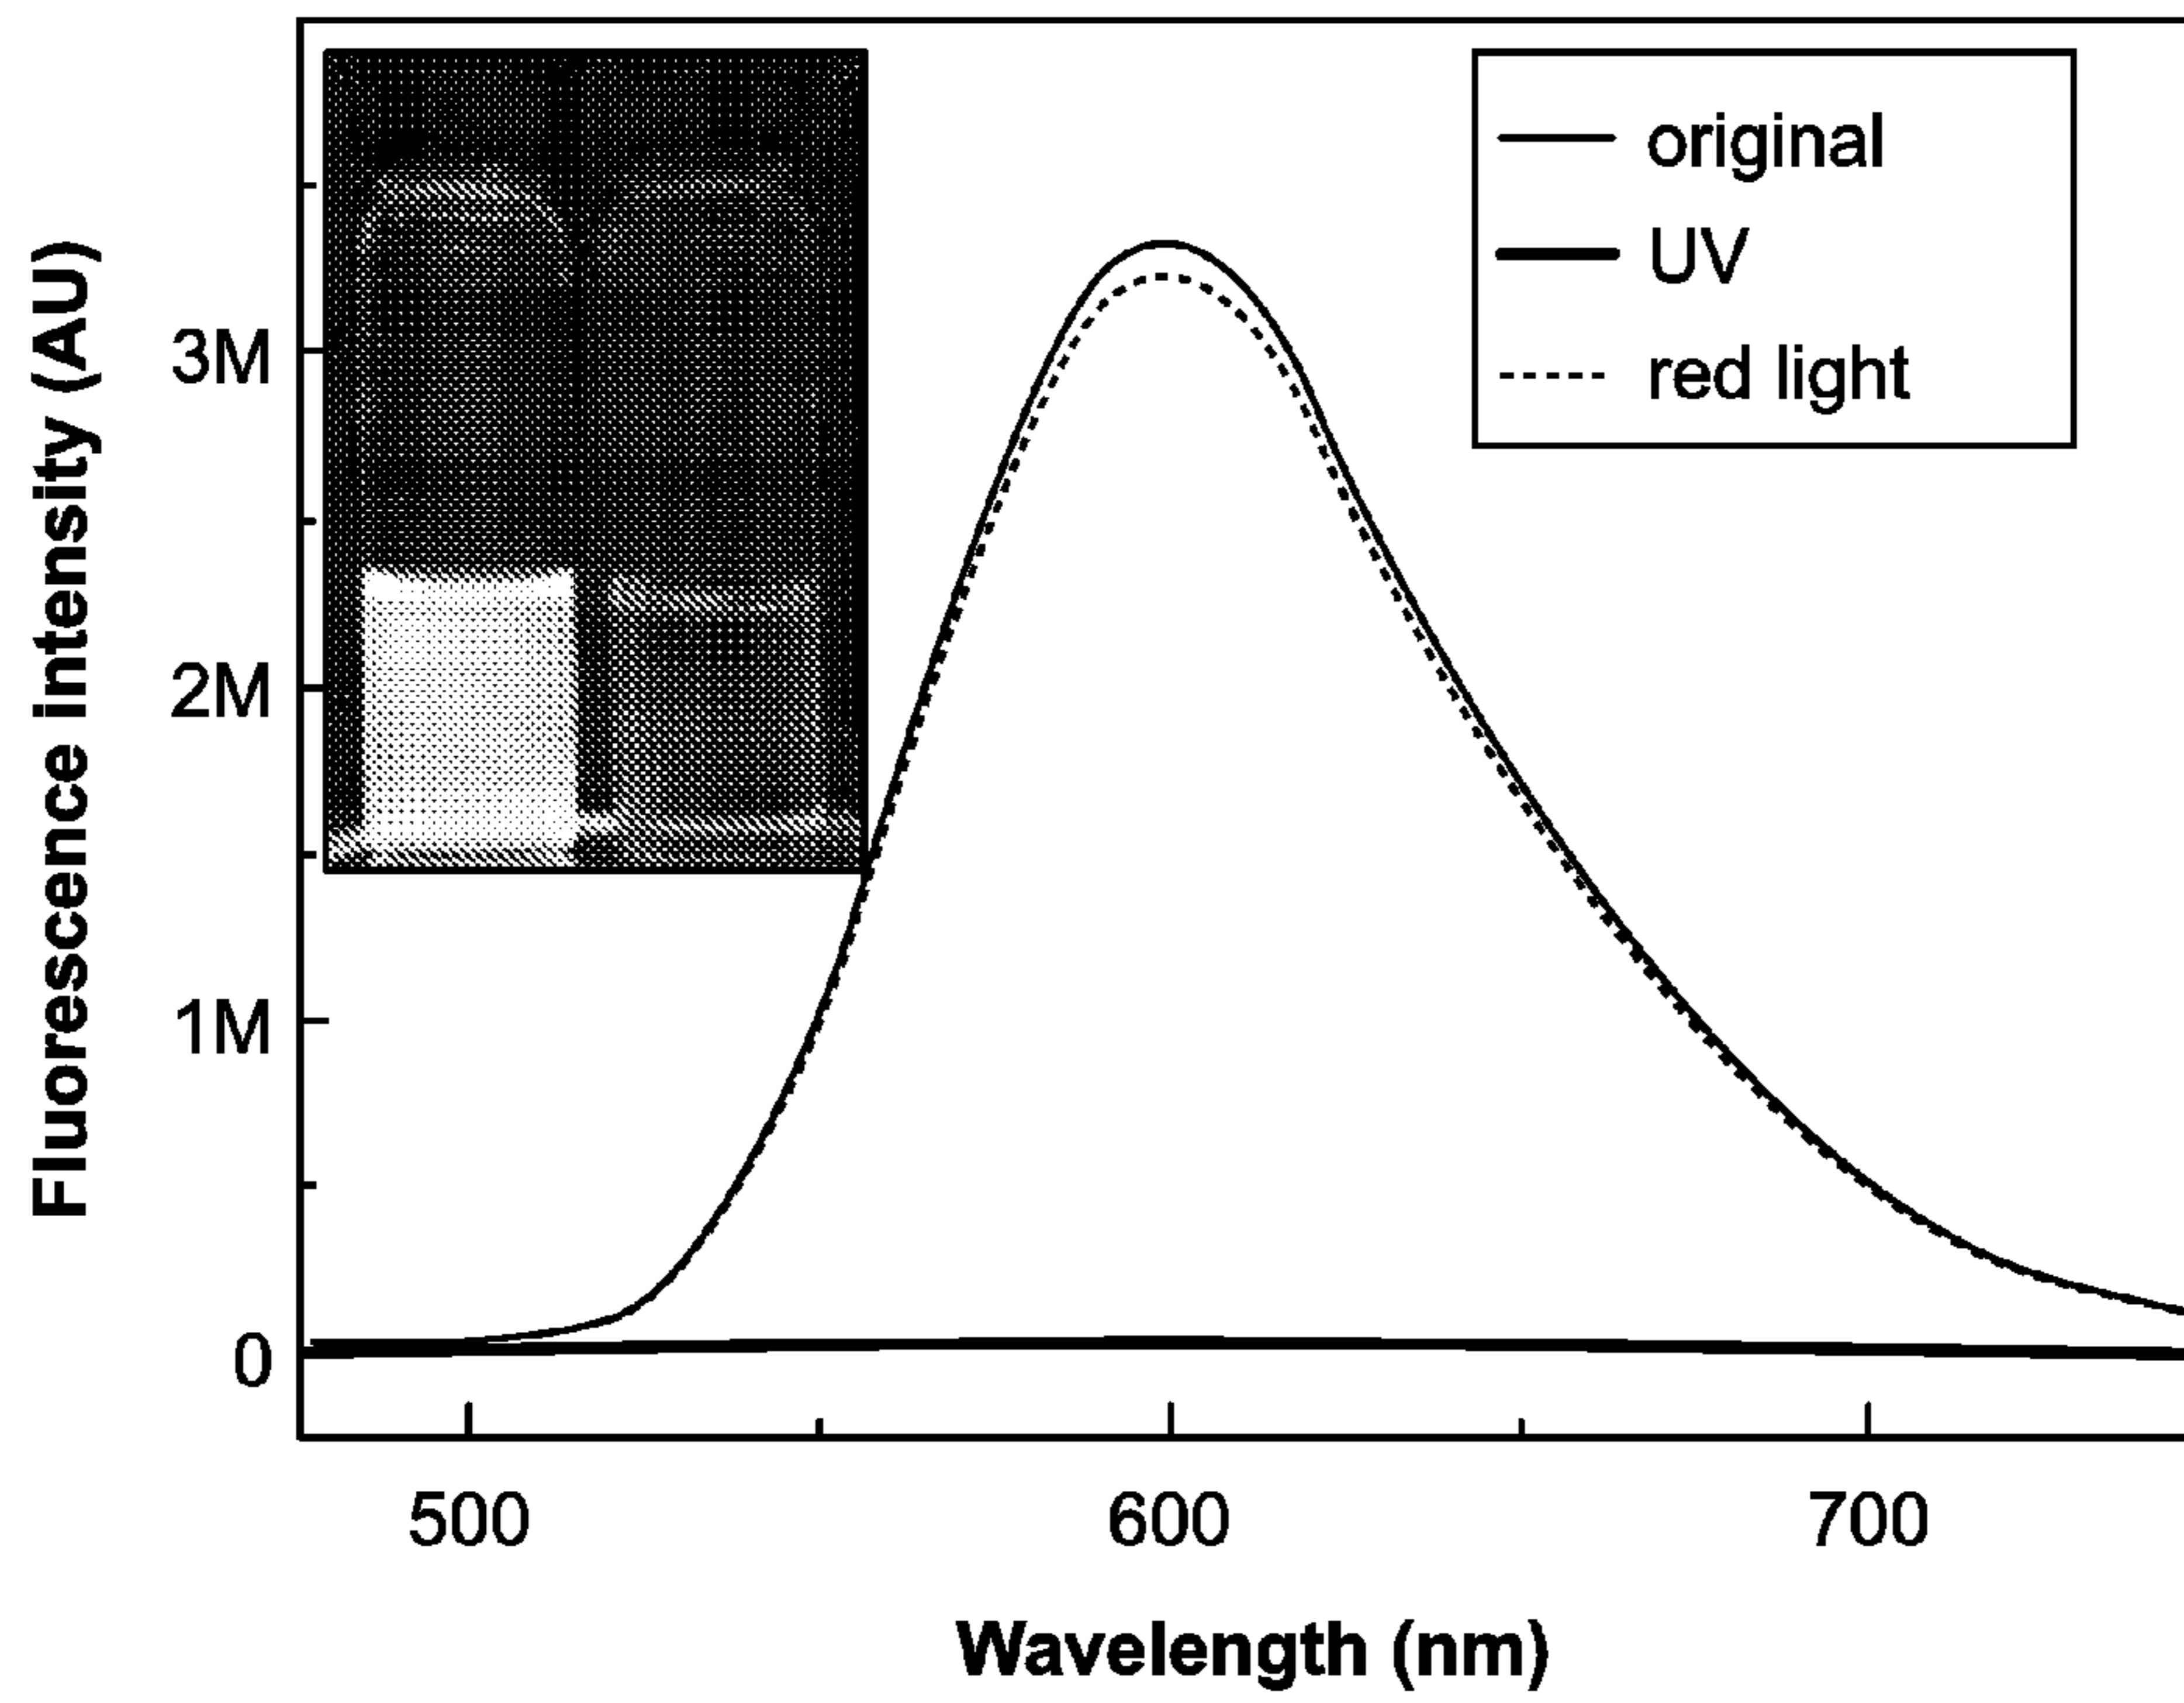 Fluorescence intensity (AU)
3M
2M
1M
0
original
UV
red light
500
600
700
Wavelength (nm)